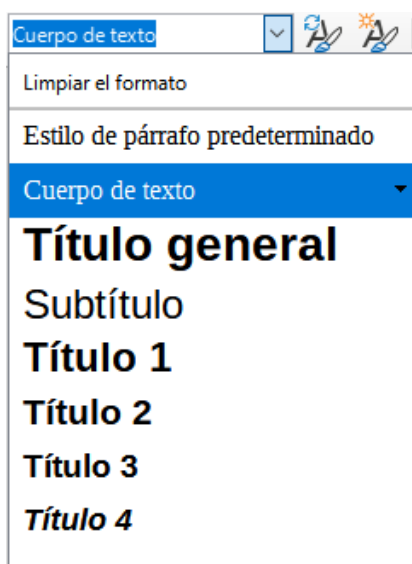 Cuerpo de texto
Limpiar el formato
Estilo de párrafo predeterminado
Cuerpo de texto
Título general
Subtítulo
Título 1
Título 2
Título 3
Título 4